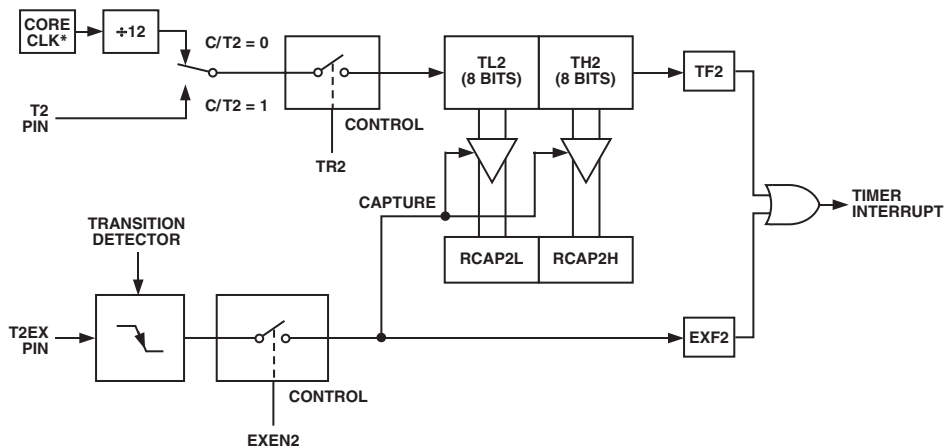 CORE
CLK*
÷12
C/T2 = 0
C/T2 = 1
T2
PIN
CONTROL
TR2
TL2
(8 BITS)
TH2
(8 BITS)
TF2
CAPTURE
TIMER
INTERRUPT
TRANSITION
DETECTOR
RCAP2L
RCAP2H
T2EX
PIN
EXF2
CONTROL
EXEN2